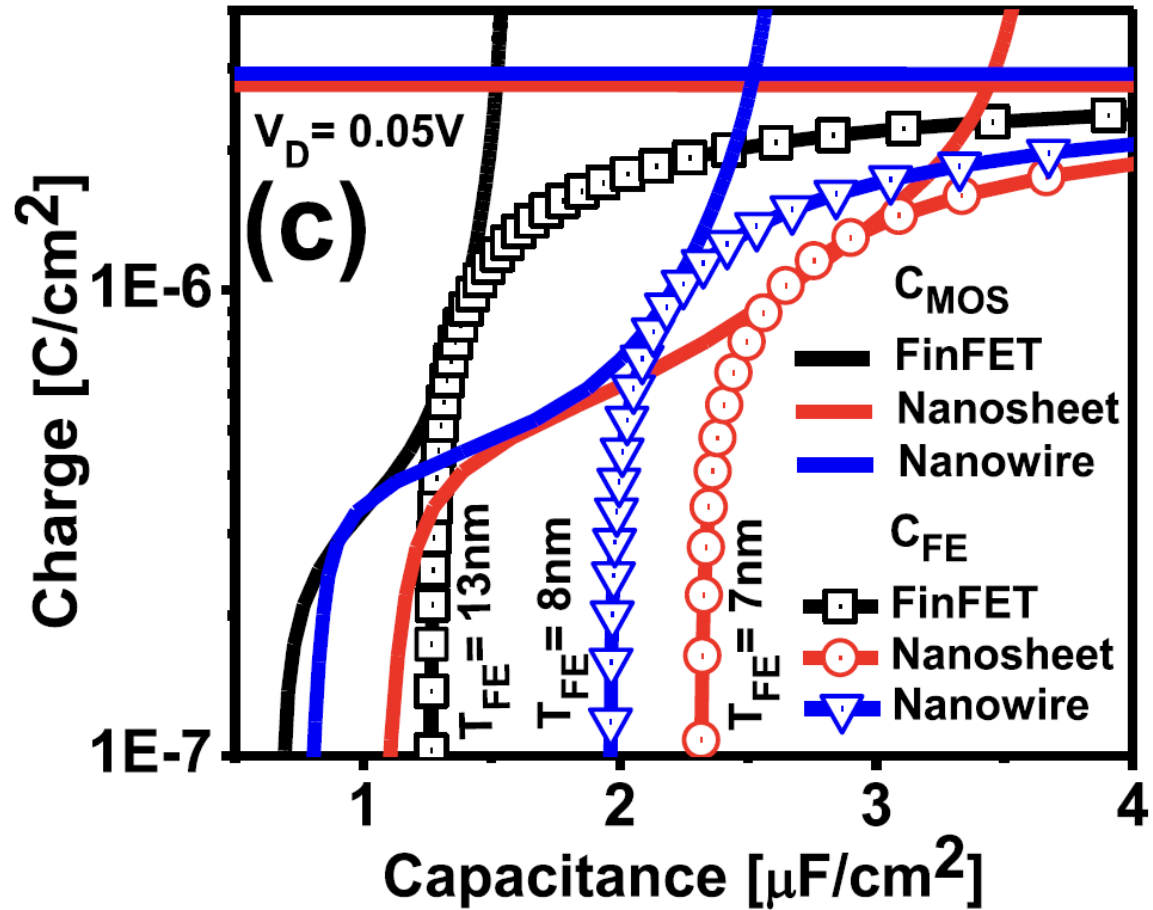 V_D= 0.05V
(c)
Charge [C/cm²]
1E-6
1E-7
T_FE= 13nm
T_FE= 8nm
T_FE= 7nm
C_MOS
FinFET
Nanosheet
Nanowire
C_FE
FinFET
Nanosheet
Nanowire
1 2 3 4
Capacitance [μF/cm²]